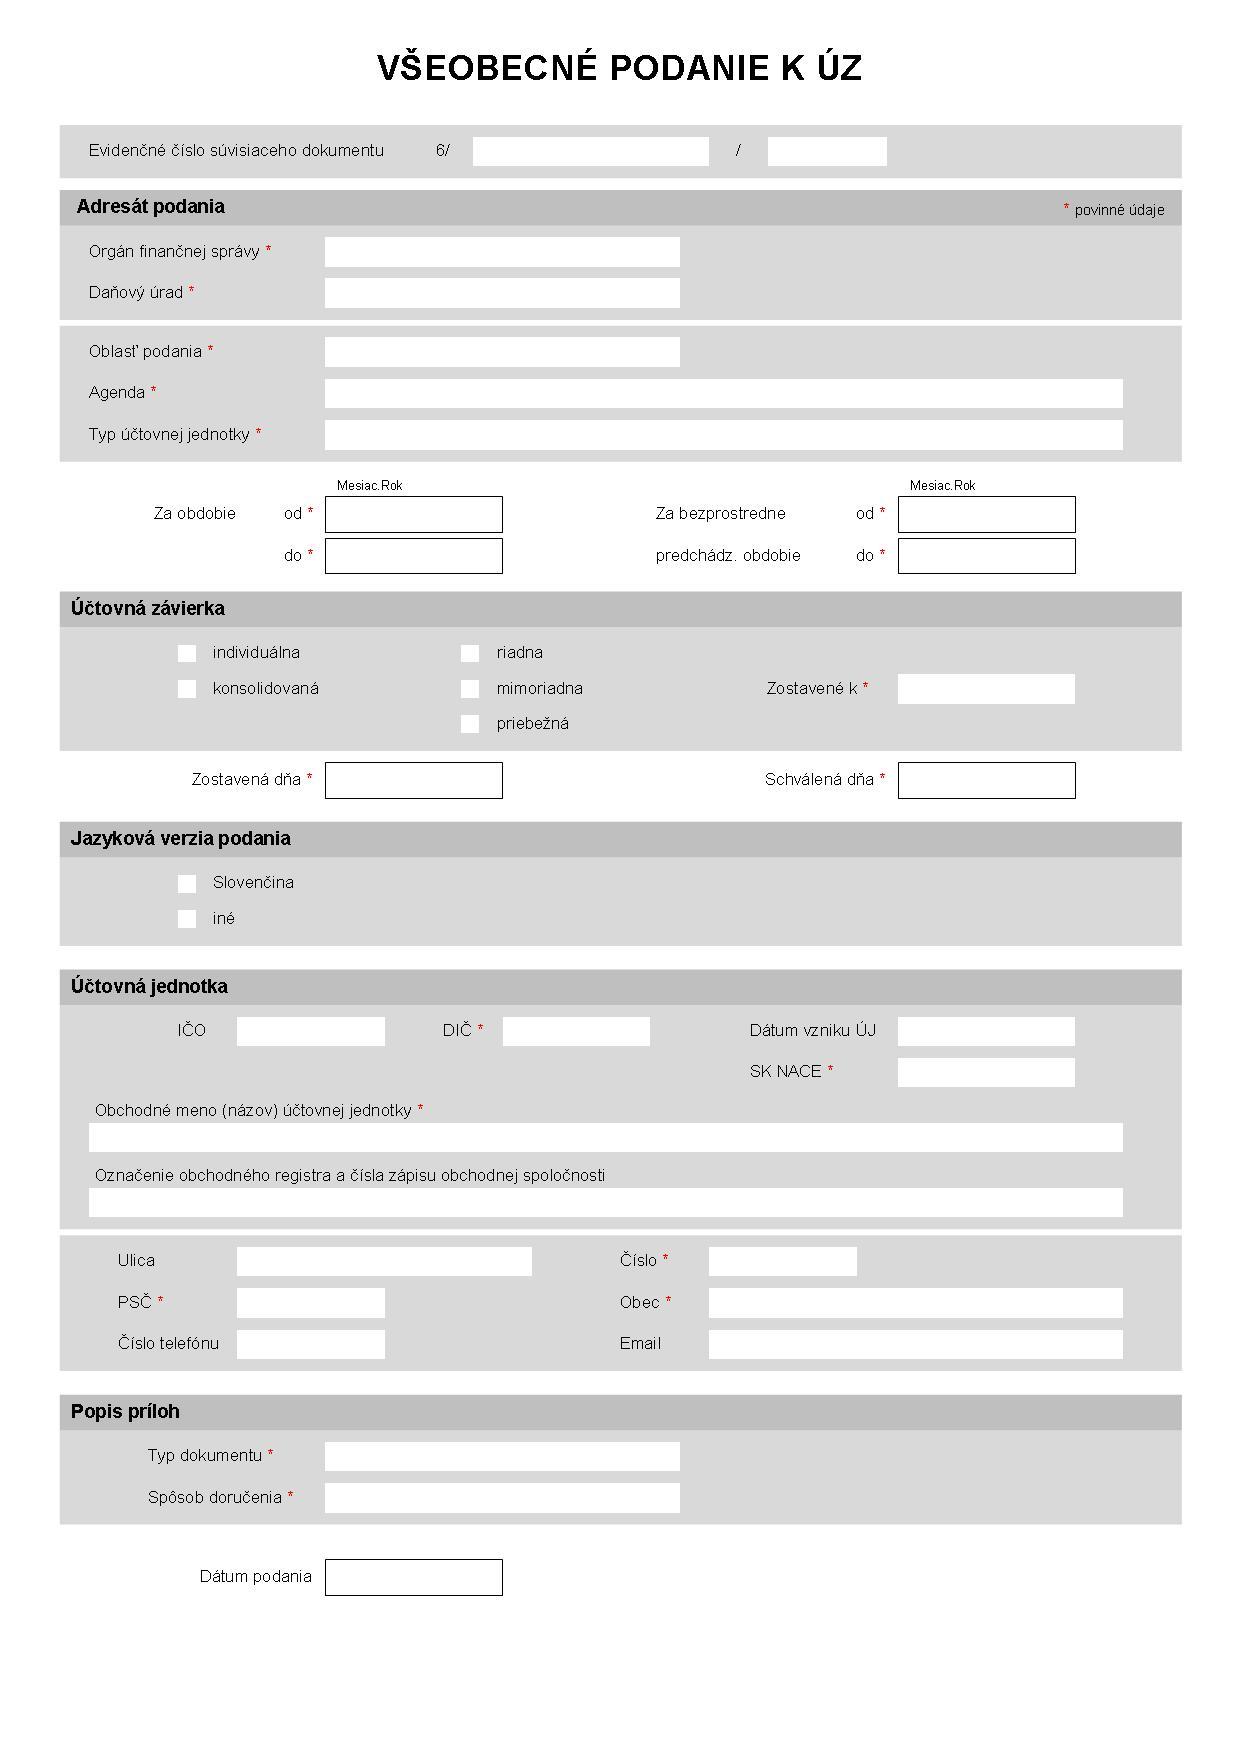 VŠEOBECNÉ PODANIE K ÚZ
Evidenčné číslo súvisiaceho dokumentu 6/ /
Adresát podania * povinné údaje
Orgán finančnej správy *
Daňový úrad *
Oblasť podania *
Agenda *
Typ účtovnej jednotky *
Mesiac.Rok Mesiac.Rok
Za obdobie od * Za bezprostredne od *
do * predchádz. obdobie do *
Účtovná závierka
individuálna riadna
konsolidovaná mimoriadna Zostavené k *
priebežná
Zostavená dňa * Schválená dňa *
Jazyková verzia podania
Slovenčina
iné
Účtovná jednotka
IČO DIČ * Dátum vzniku ÚJ
SK NACE *
Obchodné meno (názov) účtovnej jednotky *
Označenie obchodného registra a čísla zápisu obchodnej spoločnosti
Ulica Číslo *
PSČ * Obec *
Číslo telefónu Email
Popis príloh
Typ dokumentu *
Spôsob doručenia *
Dátum podania